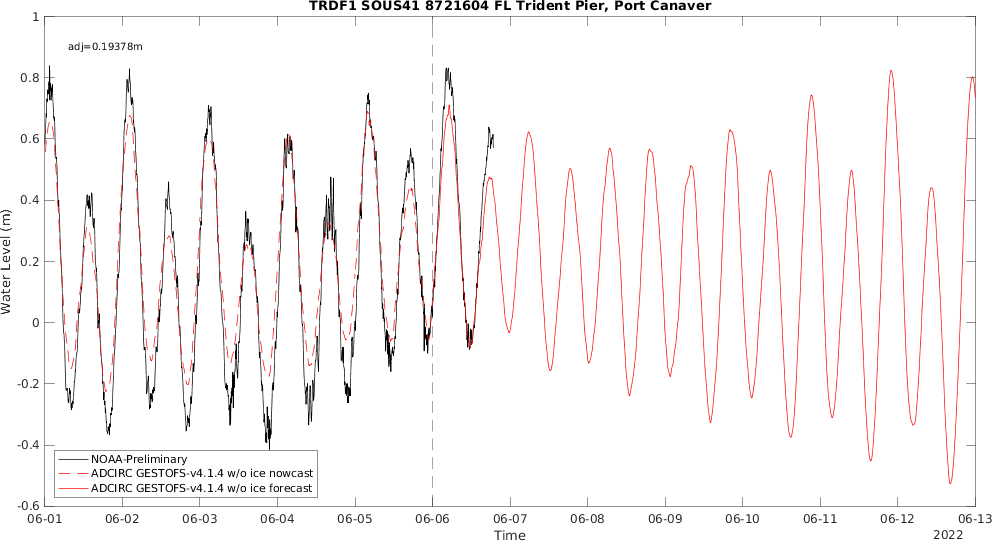 TRDF1 SOUS41 8721604 FL Trident Pier, Port Canaver
adj=0.19378m
1
0.8
0.6
0.4
0.2
0
-0.2
-0.4
-0.6
Water Level (m)
NOAA-Preliminary
ADCIRC GESTOFS-v4.1.4 w/o ice nowcast
ADCIRC GESTOFS-v4.1.4 w/o ice forecast
06-01 06-02 06-03 06-04 06-05 06-06 06-07 06-08 06-09 06-10 06-11 06-12 06-13
Time
2022